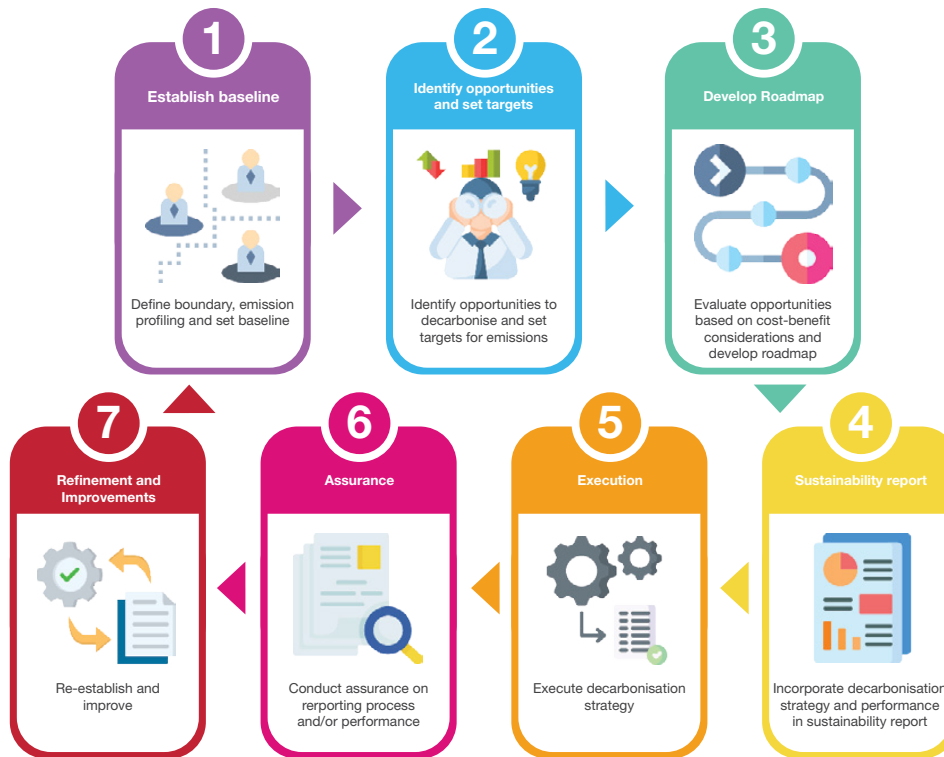 1
Establish baseline
Define boundary, emission
profiling and set baseline
2
Identify opportunities
and set targets
Identify opportunities to
decarbonise and set
targets for emissions
3
Develop Roadmap
Evaluate opportunities
based on cost-benefit
considerations and
develop roadmap
4
Sustainability report
Incorporate decarbonisation
strategy and performance
in sustainability report
5
Execution
Execute decarbonisation
strategy
6
Assurance
Conduct assurance on
rerporting process
and/or performance
7
Refinement and
Improvements
Re-establish and
improve